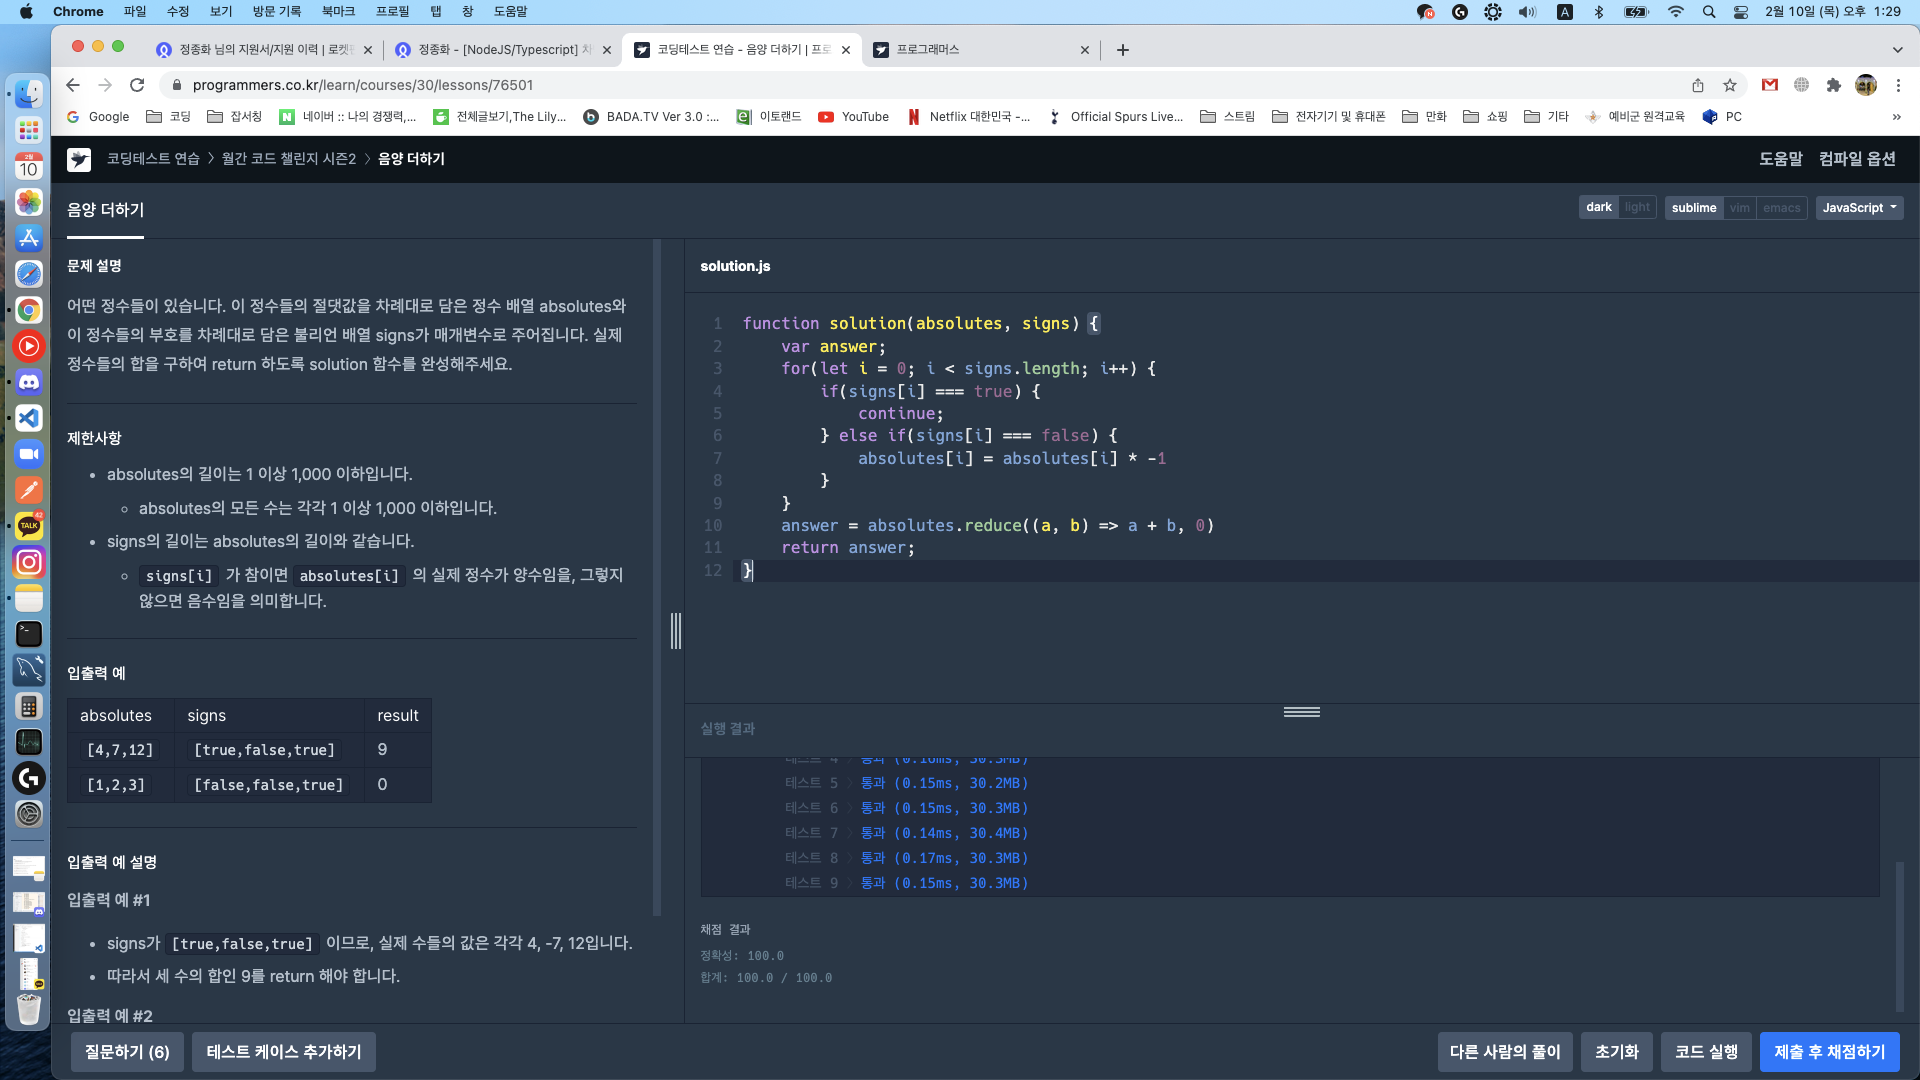 Chrome 파일 수정 보기 방문 기록 북마크 프로필 탭 창 도움말 2월 10일 (목) 오후 1:29
정종화 님의 지원서/지원 이력 | 로켓
정종화 - [NodeJS/Typescript]
코딩테스트 연습 - 음양 더하기 | 프로
프로그래머스
programmers.co.kr/learn/courses/30/lessons/76501
Google 코딩 잡서칭 네이버 :: 나의 경쟁력,... 전체글보기,The Lily... BADA.TV Ver 3.0 :... 이토랜드 YouTube Netflix 대한민국 -... Official Spurs Live... 스트림 전자기기 및 휴대폰 만화 쇼핑 기타 예비군 원격교육 PC »
코딩테스트 연습 > 월간 코드 챌린지 시즌2 > 음양 더하기
도움말 컴파일 옵션
음양 더하기
dark light sublime vim emacs JavaScript
문제 설명
어떤 정수들이 있습니다. 이 정수들의 절댓값을 차례대로 담은 정수 배열 absolutes와
이 정수들의 부호를 차례대로 담은 불리언 배열 signs가 매개변수로 주어집니다. 실제
정수들의 합을 구하여 return 하도록 solution 함수를 완성해주세요.
제한사항
absolutes의 길이는 1 이상 1,000 이하입니다.
absolutes의 모든 수는 각각 1 이상 1,000 이하입니다.
signs의 길이는 absolutes의 길이와 같습니다.
signs[i] 가 참이면 absolutes[i] 의 실제 정수가 양수임을, 그렇지
않으면 음수임을 의미합니다.
입출력 예
absolutes signs result
[4,7,12] [true,false,true] 9
[1,2,3] [false,false,true] 0
입출력 예 설명
입출력 예 #1
signs가 [true,false,true] 이므로, 실제 수들의 값은 각각 4, -7, 12입니다.
따라서 세 수의 합인 9를 return 해야 합니다.
입출력 예 #2
solution.js
1 function solution(absolutes, signs) {
2 var answer;
3 for(let i = 0; i < signs.length; i++) {
4 if(signs[i] === true) {
5 continue;
6 } else if(signs[i] === false) {
7 absolutes[i] = absolutes[i] * -1
8 }
9 }
10 answer = absolutes.reduce((a, b) => a + b, 0)
11 return answer;
12 }
실행 결과
테스트 4 > 통과 (0.16ms, 30.3MB)
테스트 5 > 통과 (0.15ms, 30.2MB)
테스트 6 > 통과 (0.15ms, 30.3MB)
테스트 7 > 통과 (0.14ms, 30.4MB)
테스트 8 > 통과 (0.17ms, 30.3MB)
테스트 9 > 통과 (0.15ms, 30.3MB)
채점 결과
정확성: 100.0
합계: 100.0 / 100.0
질문하기 (6) 테스트 케이스 추가하기 다른 사람의 풀이 초기화 코드 실행 제출 후 채점하기
2월
10
TALK
42